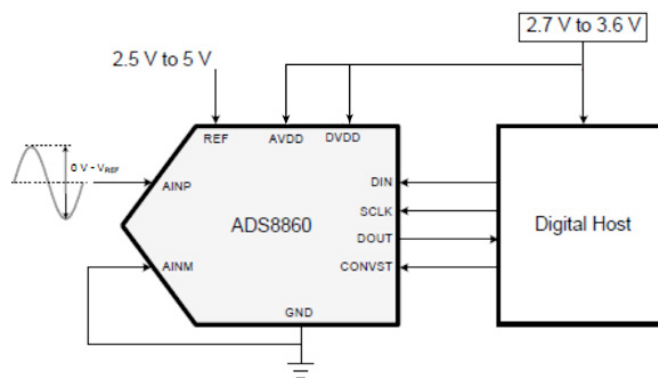 2.7 V to 3.6 V
2.5 V to 5 V
REF
AVDD
DVDD
0 V - VREF
AINP
DIN
SCLK
ADS8860
DOUT
Digital Host
AINM
CONVST
GND